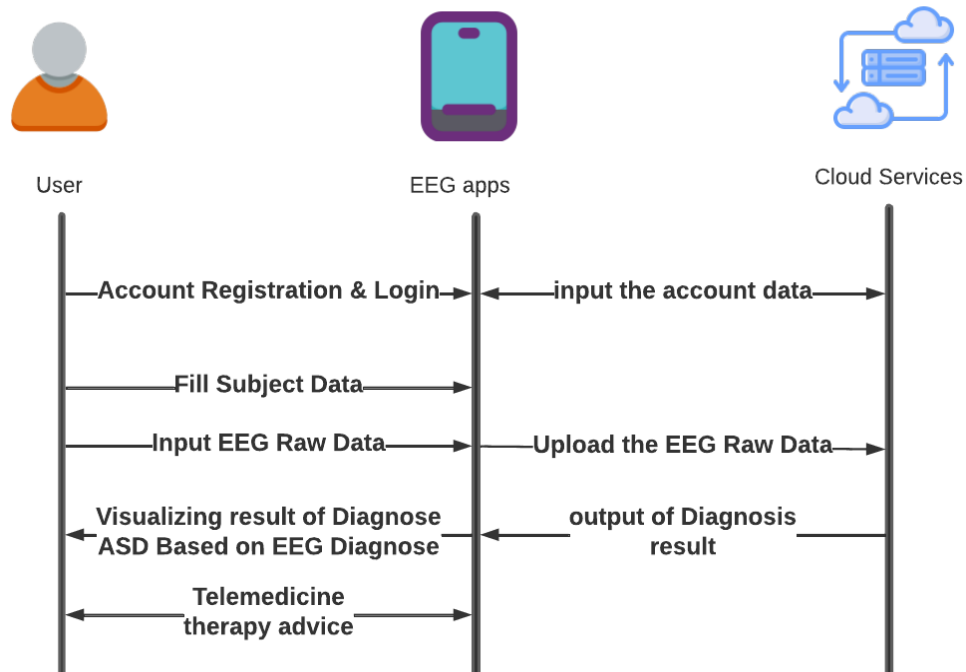 User
EEG apps
Cloud Services
Account Registration & Login
input the account data
Fill Subject Data
Input EEG Raw Data
Upload the EEG Raw Data
Visualizing result of Diagnose
ASD Based on EEG Diagnose
output of Diagnosis
result
Telemedicine
therapy advice